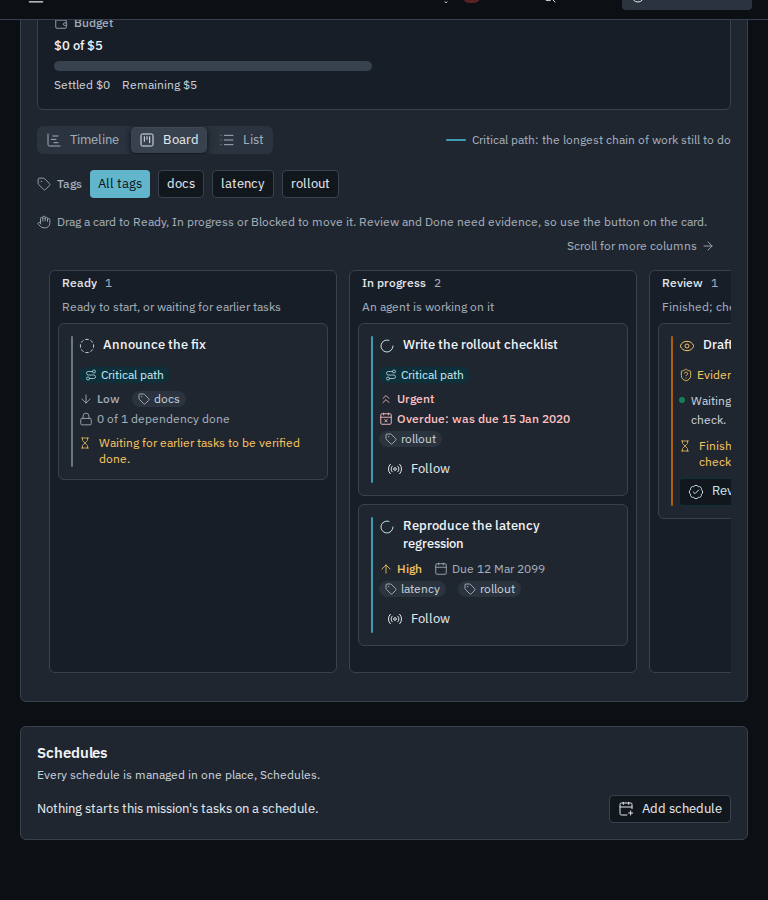 Budget
$0 of $5
Settled $0 Remaining $5
Timeline Board List
Critical path: the longest chain of work still to do
Tags All tags docs latency rollout
Drag a card to Ready, In progress or Blocked to move it. Review and Done need evidence, so use the button on the card.
Scroll for more columns
Ready 1
Ready to start, or waiting for earlier tasks
Announce the fix
Critical path
Low docs
0 of 1 dependency done
Waiting for earlier tasks to be verified
done.
In progress 2
An agent is working on it
Write the rollout checklist
Critical path
Urgent
Overdue: was due 15 Jan 2020
rollout
Follow
Reproduce the latency
regression
High Due 12 Mar 2099
latency rollout
Follow
Review 1
Finished;
Draft
Waiting
check.
Schedules
Every schedule is managed in one place, Schedules.
Nothing starts this mission's tasks on a schedule.
Add schedule